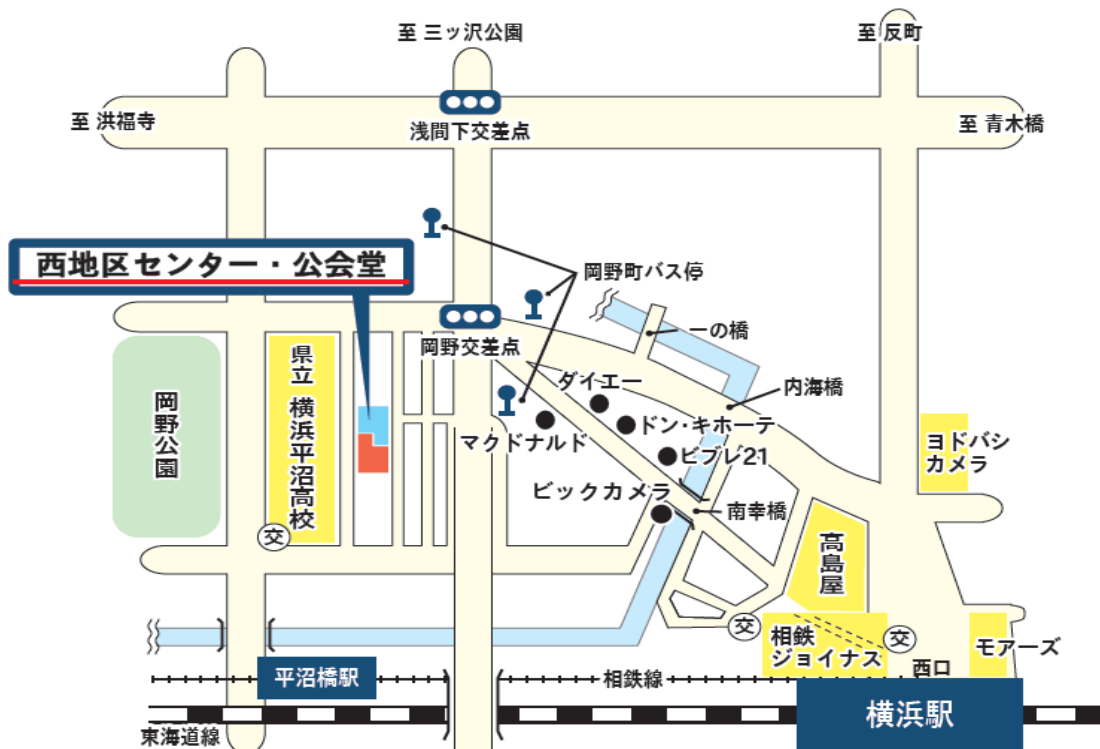 至 三ッ沢公園
至 反町
至 洪福寺
浅間下交差点
至 青木橋
西地区センター・公会堂
岡野町バス停
一の橋
岡野交差点
内海橋
ダイエー
ドン・キホーテ
マクドナルド
ビブレ21
ビックカメラ
南幸橋
県立 横浜平沼高校
岡野公園
ヨドバシ
カメラ
交
高島屋
交
相鉄
ジョイナス
交
西口
モアーズ
平沼橋駅
相鉄線
横浜駅
東海道線